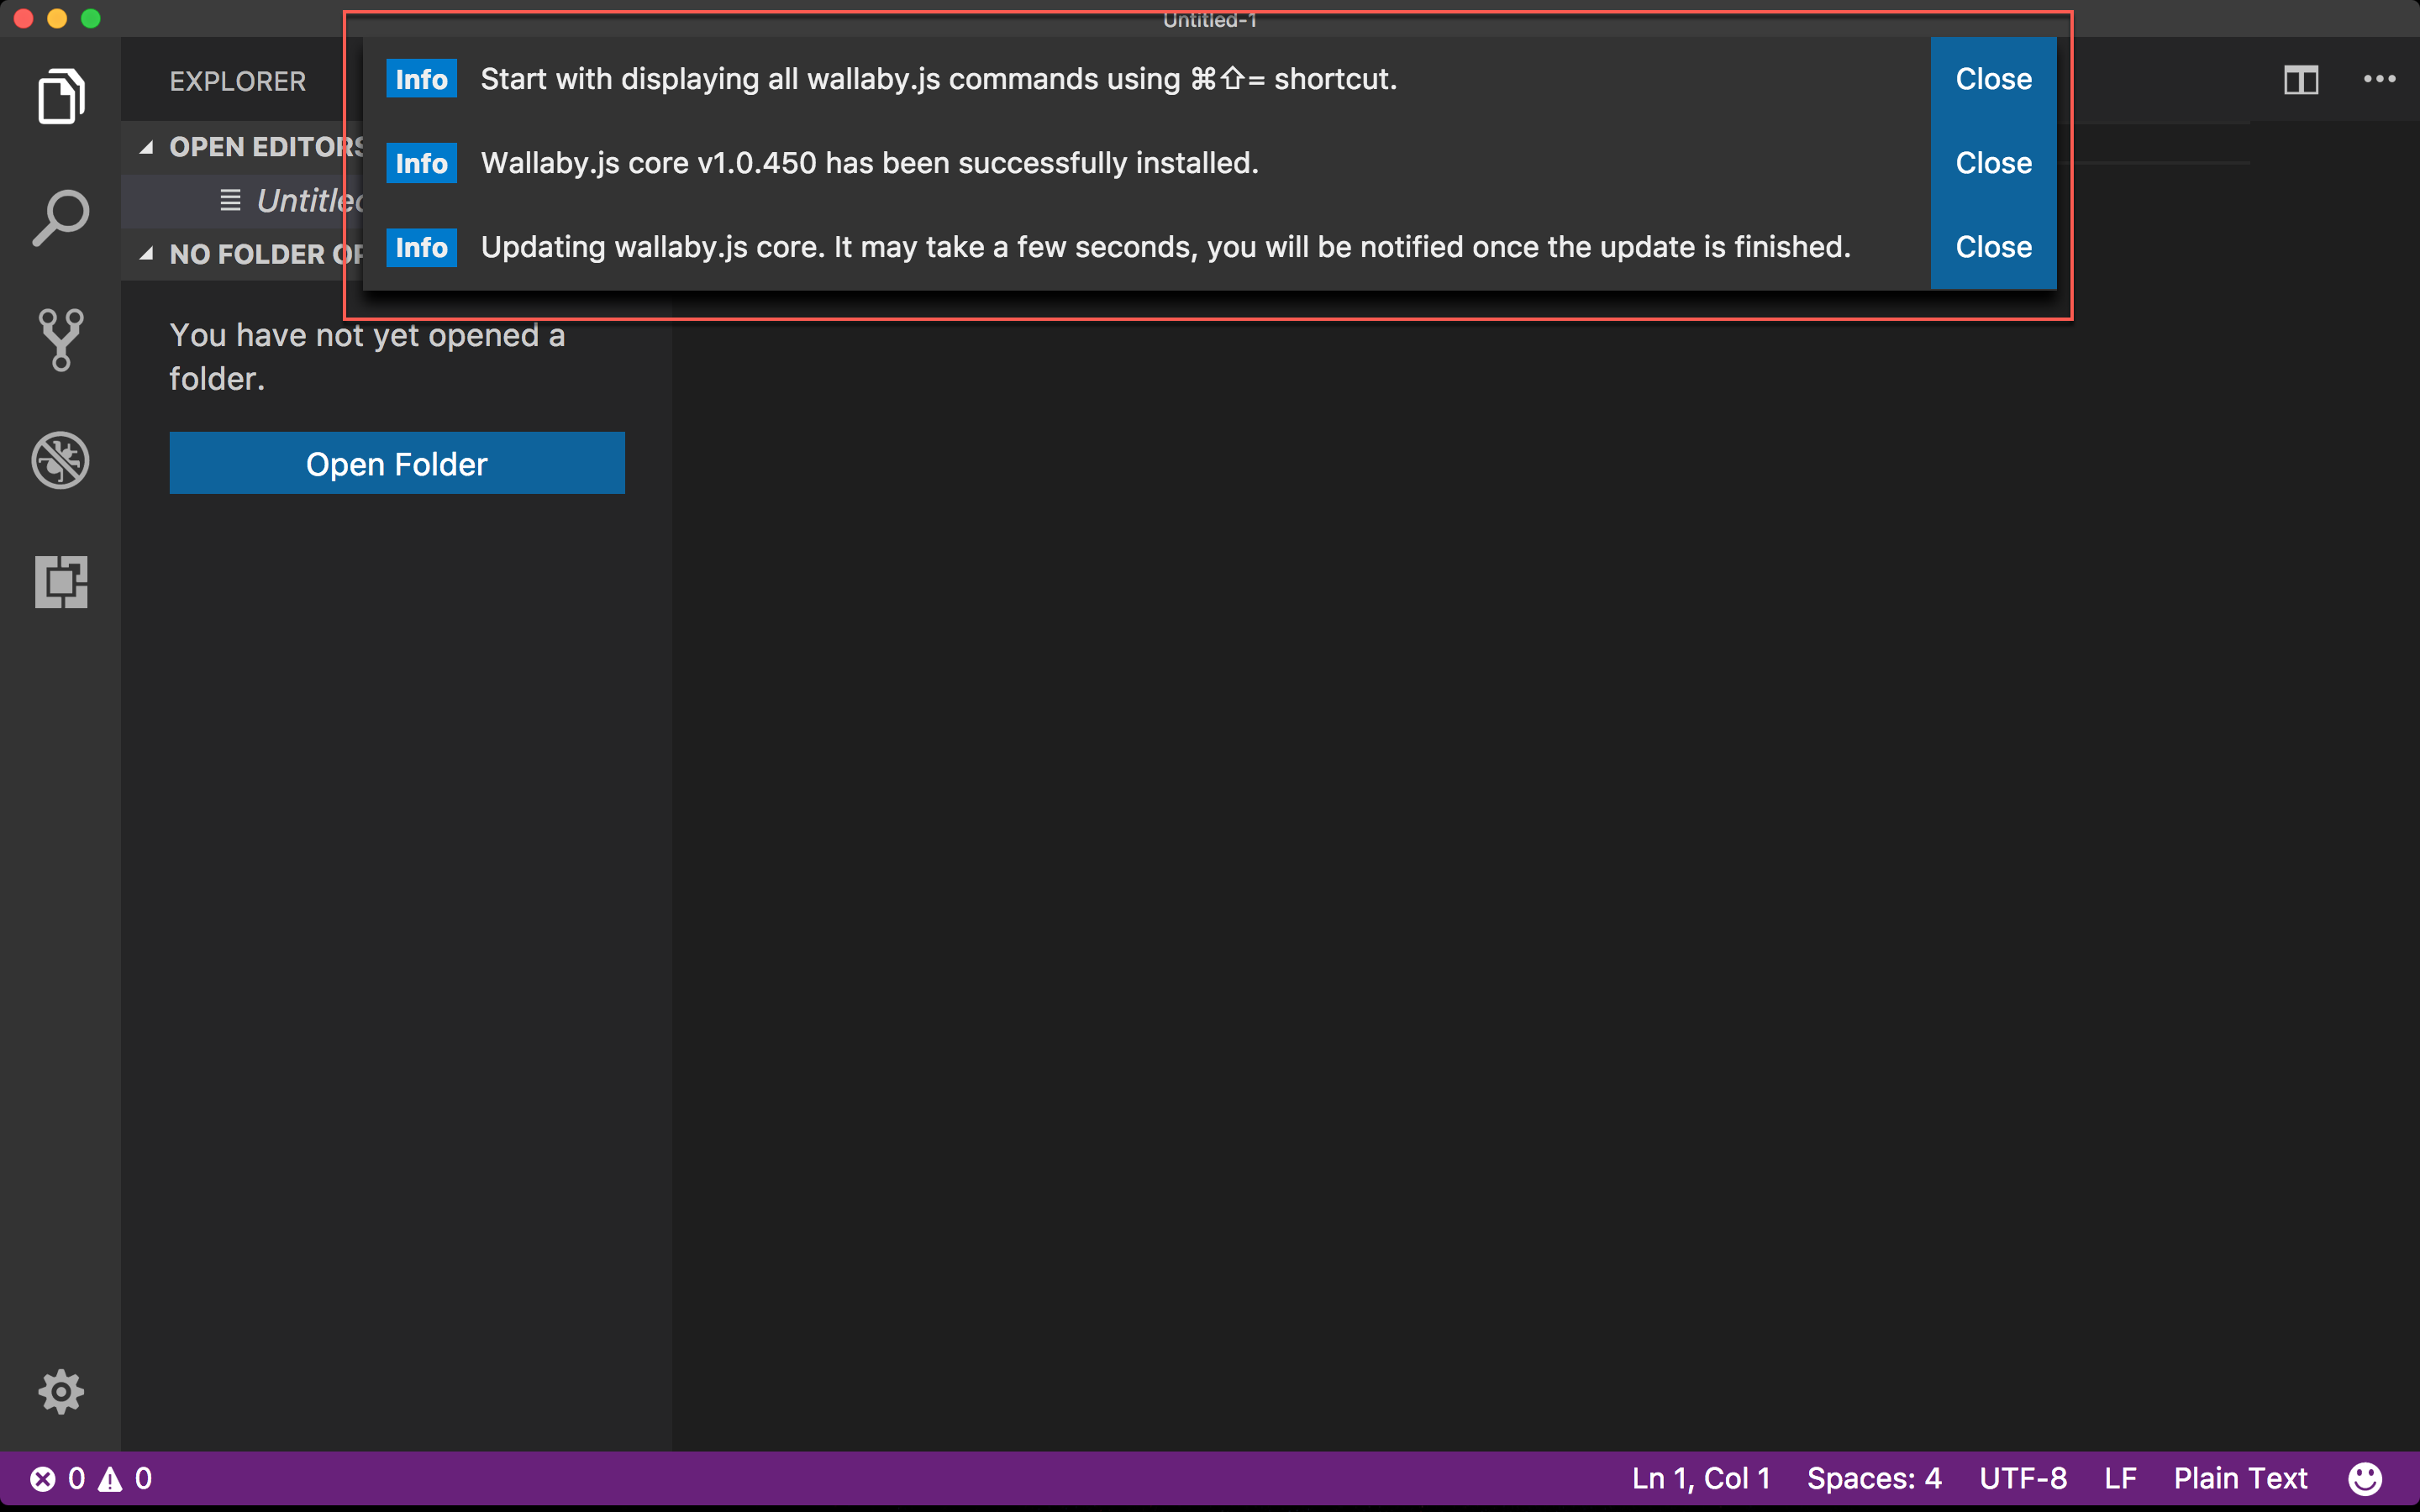 Untitled-1
EXPLORER
Info Start with displaying all wallaby.js commands using ⌘⇧= shortcut. Close
OPEN EDITORS
Info Wallaby.js core v1.0.450 has been successfully installed. Close
Untitled
NO FOLDER OP
Info Updating wallaby.js core. It may take a few seconds, you will be notified once the update is finished. Close
You have not yet opened a
folder.
Open Folder
0 0 Ln 1, Col 1 Spaces: 4 UTF-8 LF Plain Text